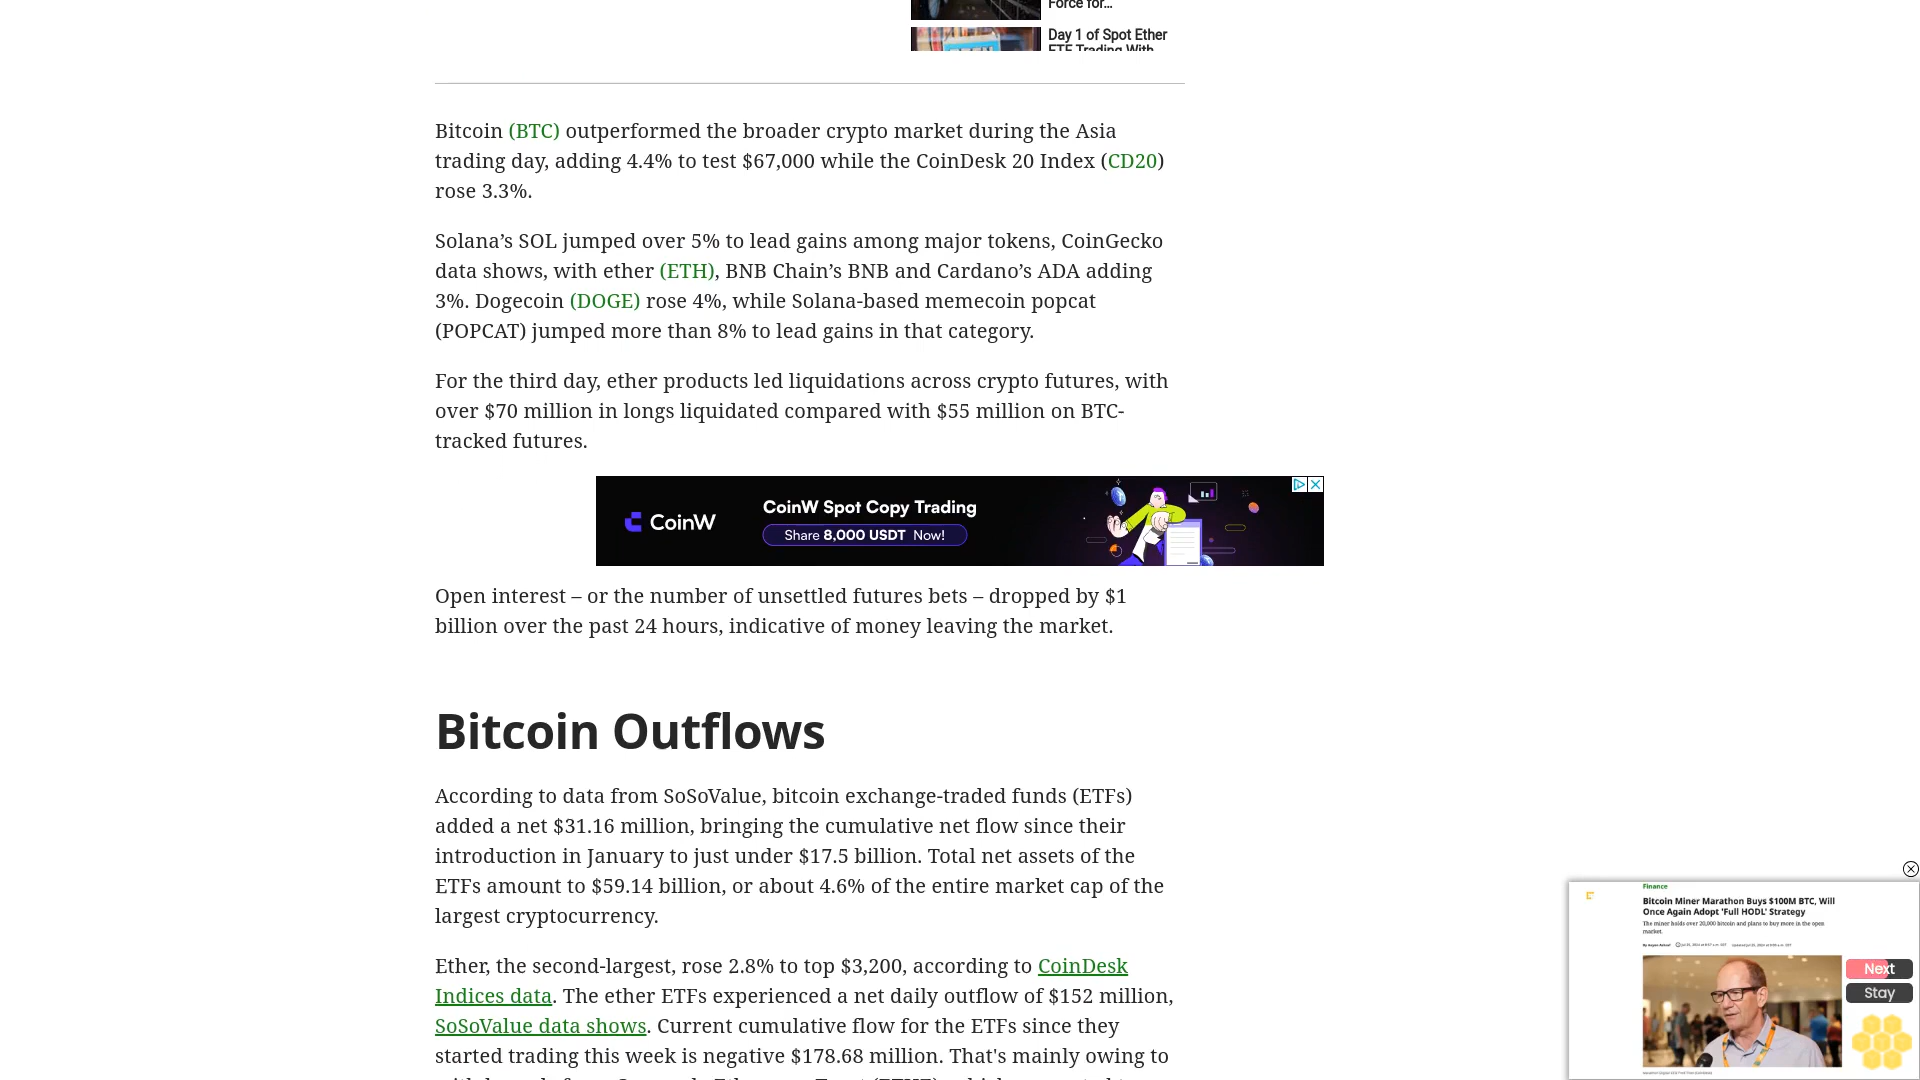 Force for...
Day 1 of Spot Ether
ETF Trading With
Bitcoin (BTC) outperformed the broader crypto market during the Asia
trading day, adding 4.4% to test $67,000 while the CoinDesk 20 Index (CD20)
rose 3.3%.
Solana’s SOL jumped over 5% to lead gains among major tokens, CoinGecko
data shows, with ether (ETH), BNB Chain’s BNB and Cardano’s ADA adding
3%. Dogecoin (DOGE) rose 4%, while Solana-based memecoin popcat
(POPCAT) jumped more than 8% to lead gains in that category.
For the third day, ether products led liquidations across crypto futures, with
over $70 million in longs liquidated compared with $55 million on BTC-
tracked futures.
CoinW
CoinW Spot Copy Trading
Share 8,000 USDT Now!
Open interest – or the number of unsettled futures bets – dropped by $1
billion over the past 24 hours, indicative of money leaving the market.
Bitcoin Outflows
According to data from SoSoValue, bitcoin exchange-traded funds (ETFs)
added a net $31.16 million, bringing the cumulative net flow since their
introduction in January to just under $17.5 billion. Total net assets of the
ETFs amount to $59.14 billion, or about 4.6% of the entire market cap of the
largest cryptocurrency.
Ether, the second-largest, rose 2.8% to top $3,200, according to CoinDesk
Indices data. The ether ETFs experienced a net daily outflow of $152 million,
SoSoValue data shows. Current cumulative flow for the ETFs since they
started trading this week is negative $178.68 million. That's mainly owing to
Finance
Bitcoin Miner Marathon Buys $100M BTC, Will
Once Again Adopt 'Full HODL' Strategy
The miner holds over 20,000 bitcoin and plans to buy more in the open
market.
Next
Stay